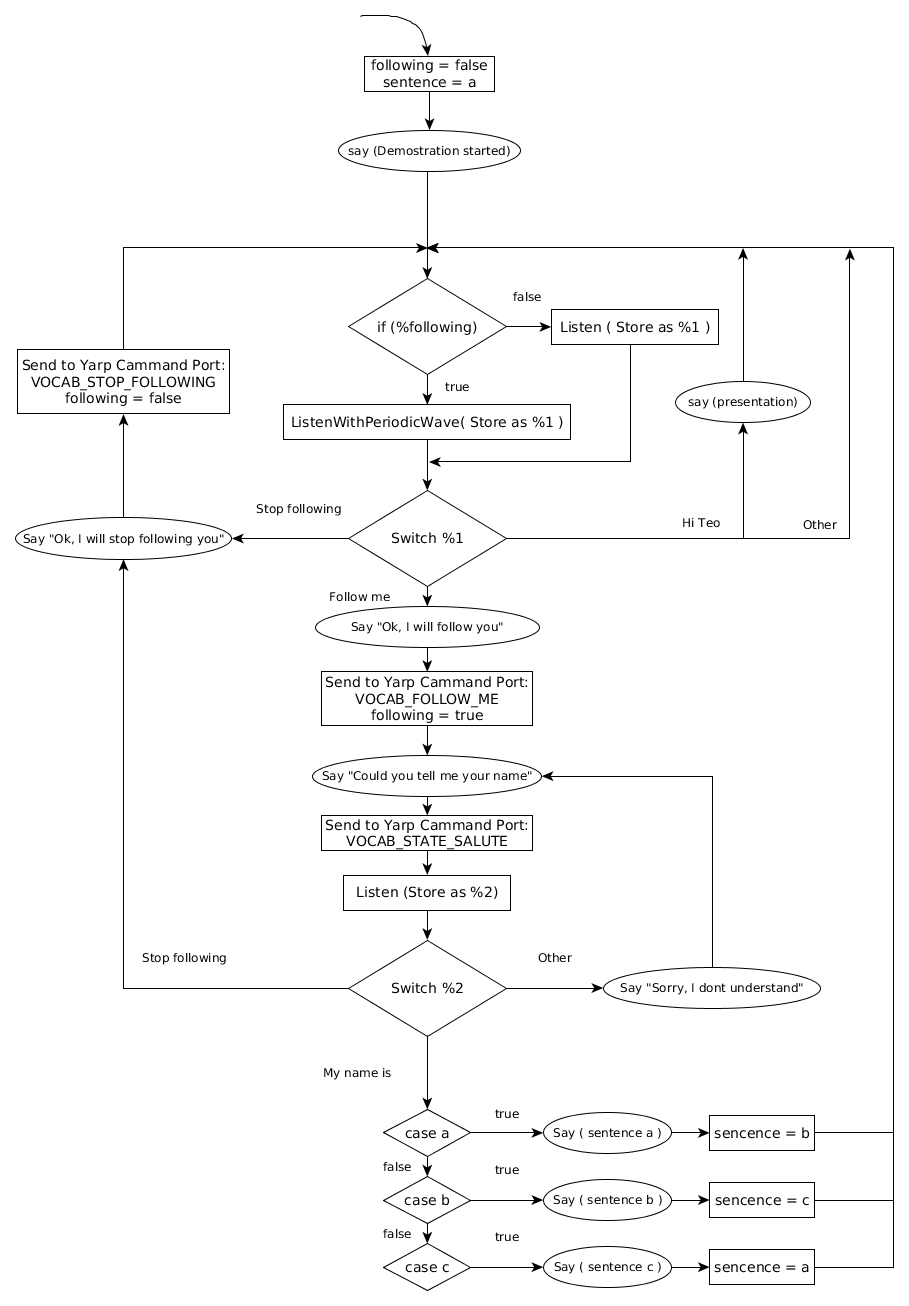 following = false
sentence = a
say (Demostration started)
if (%following)
false
Listen ( Store as %1 )
true
Send to Yarp Cammand Port:
VOCAB_STOP_FOLLOWING
following = false
ListenWithPeriodicWave( Store as %1 )
say (presentation)
Stop following
Switch %1
Hi Teo
Other
Say "Ok, I will stop following you"
Follow me
Say "Ok, I will follow you"
Send to Yarp Cammand Port:
VOCAB_FOLLOW_ME
following = true
Say "Could you tell me your name"
Send to Yarp Cammand Port:
VOCAB_STATE_SALUTE
Listen (Store as %2)
Stop following
Switch %2
Other
Say "Sorry, I dont understand"
My name is
case a
true
Say ( sentence a )
sencence = b
false
case b
true
Say ( sentence b )
sencence = c
false
case c
true
Say ( sentence c )
sencence = a